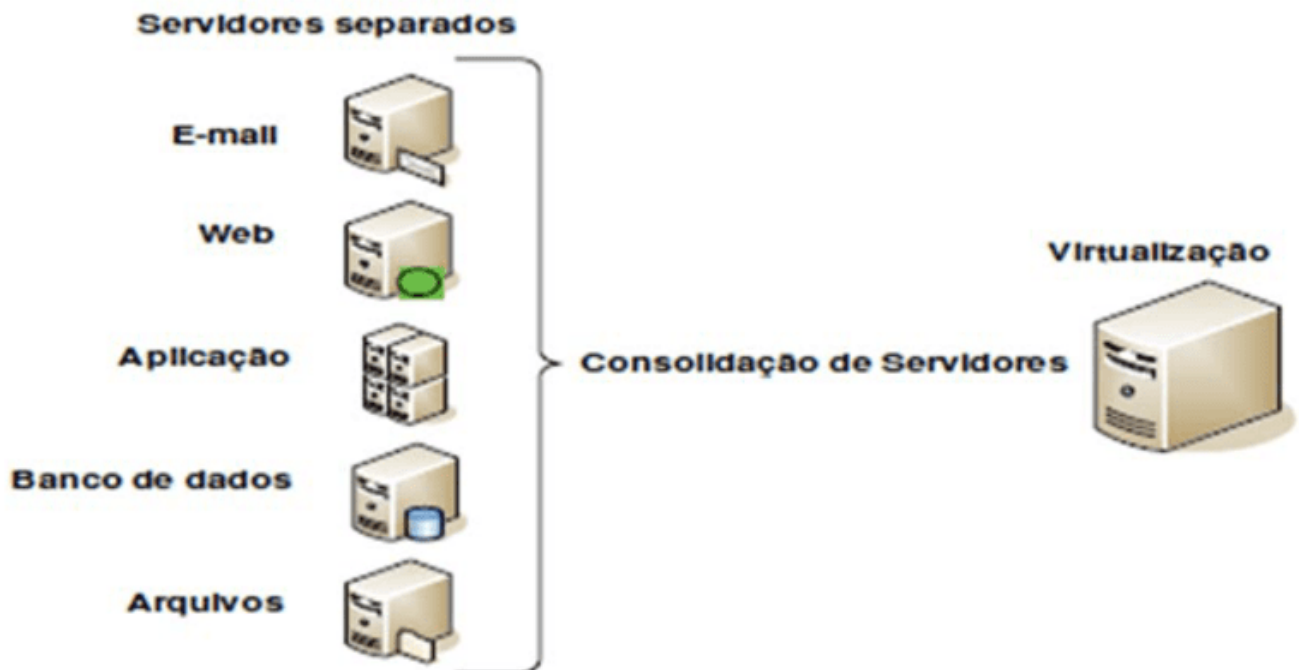 Servidores separados
E-mail
Web
Aplicação
Banco de dados
Arquivos
Consolidação de Servidores
Virtualização